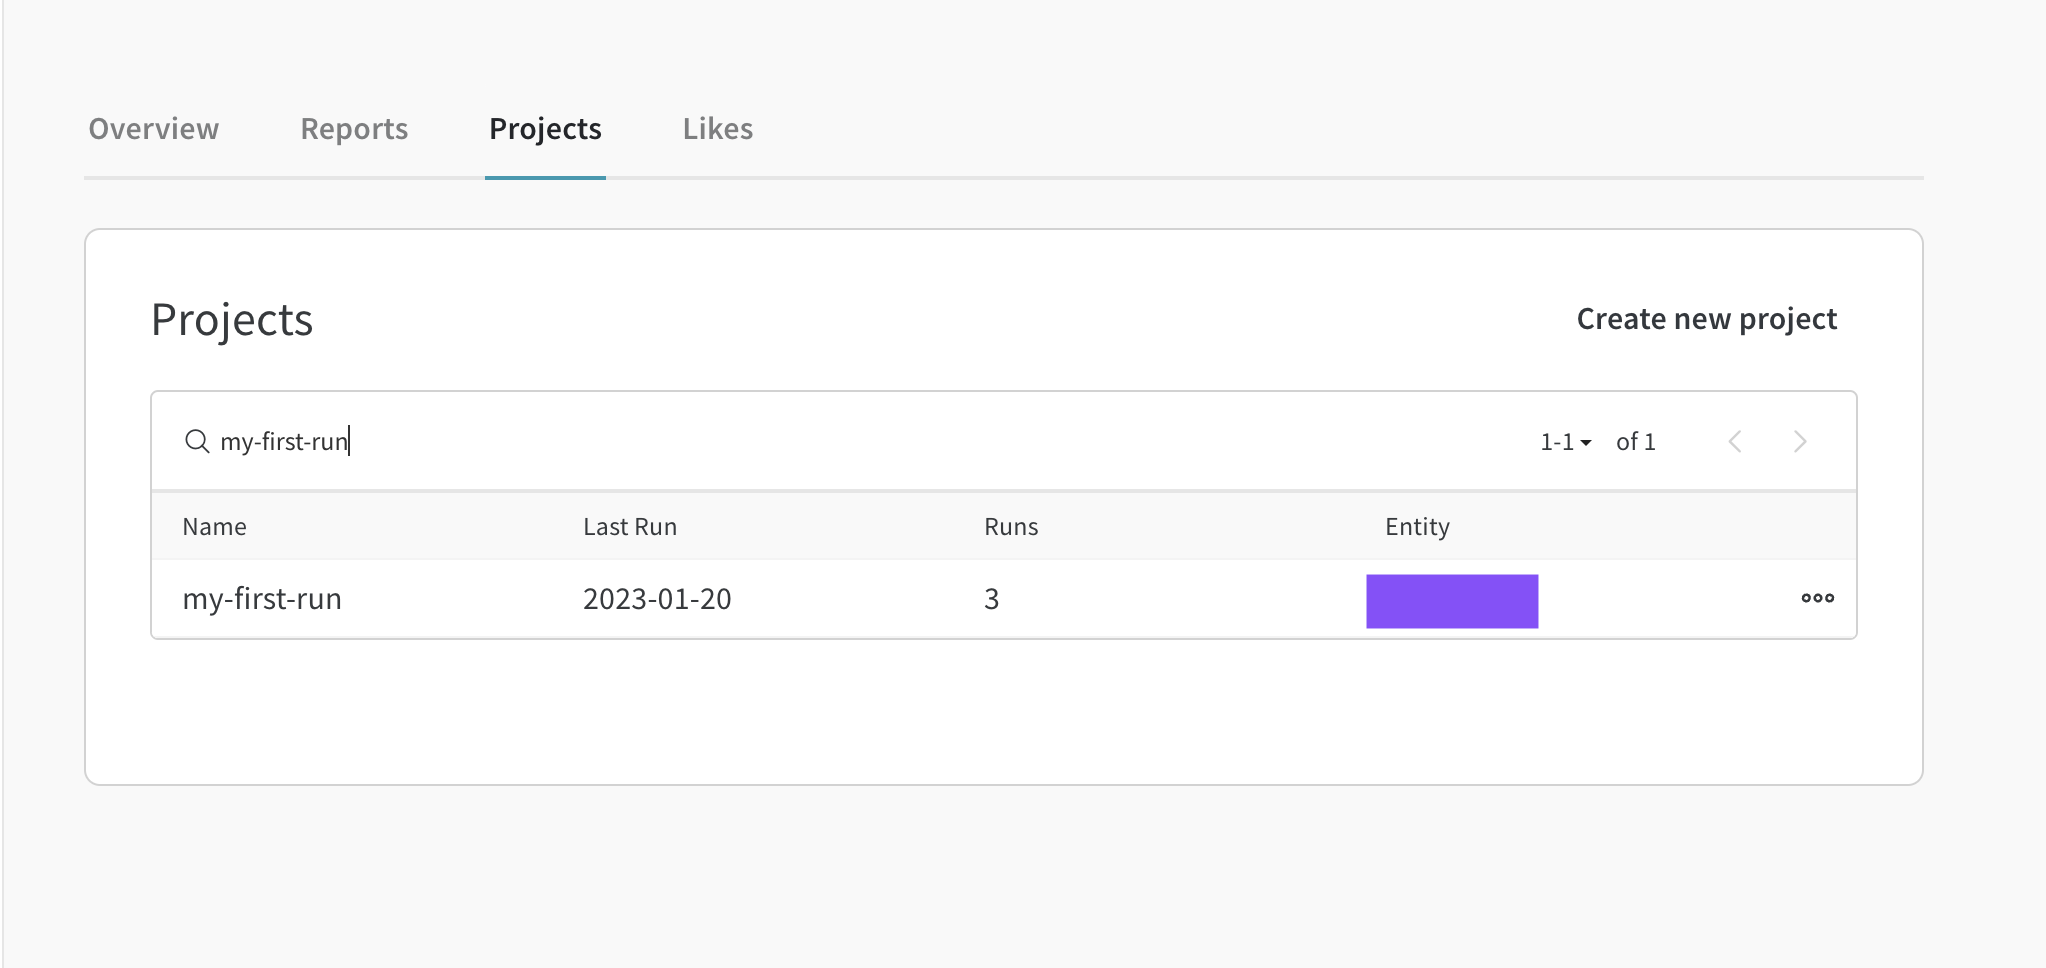 Overview Reports Projects Likes
Projects Create new project
my-first-run 1-1 of 1
Name Last Run Runs Entity
my-first-run 2023-01-20 3